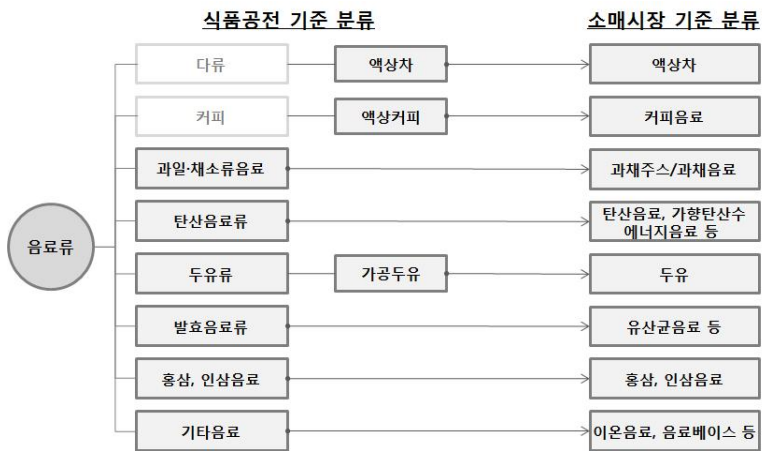 식품공전 기준 분류
소매시장 기준 분류
다류
액상차
액상차
커피
액상커피
커피음료
과일·채소류음료
과채주스/과채음료
탄산음료류
탄산음료, 가향탄산수
에너지음료 등
음료류
두유류
가공두유
두유
발효음료류
유산균음료 등
홍삼, 인삼음료
홍삼, 인삼음료
기타음료
이온음료, 음료베이스 등